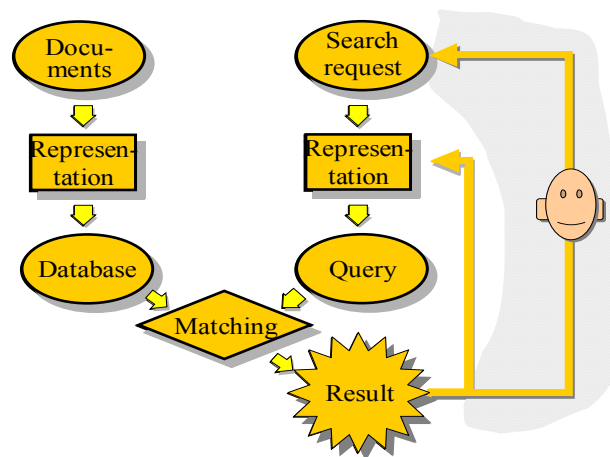 Docu-
ments
Search
request
Represen-
tation
Represen-
tation
Database
Query
Matching
Result